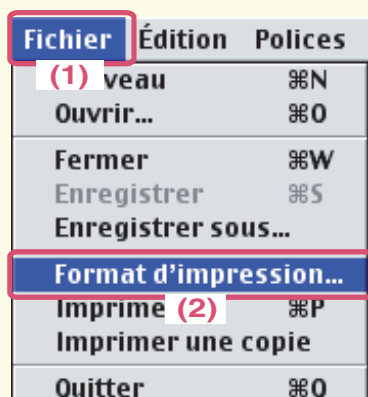 Fichier Édition Polices
(1) veau ⌘N
Ouvrir... ⌘O
Fermer ⌘W
Enregistrer ⌘S
Enregistrer sous...
Format d'impression...
Imprime (2) ⌘P
Imprimer une copie
Quitter ⌘Q